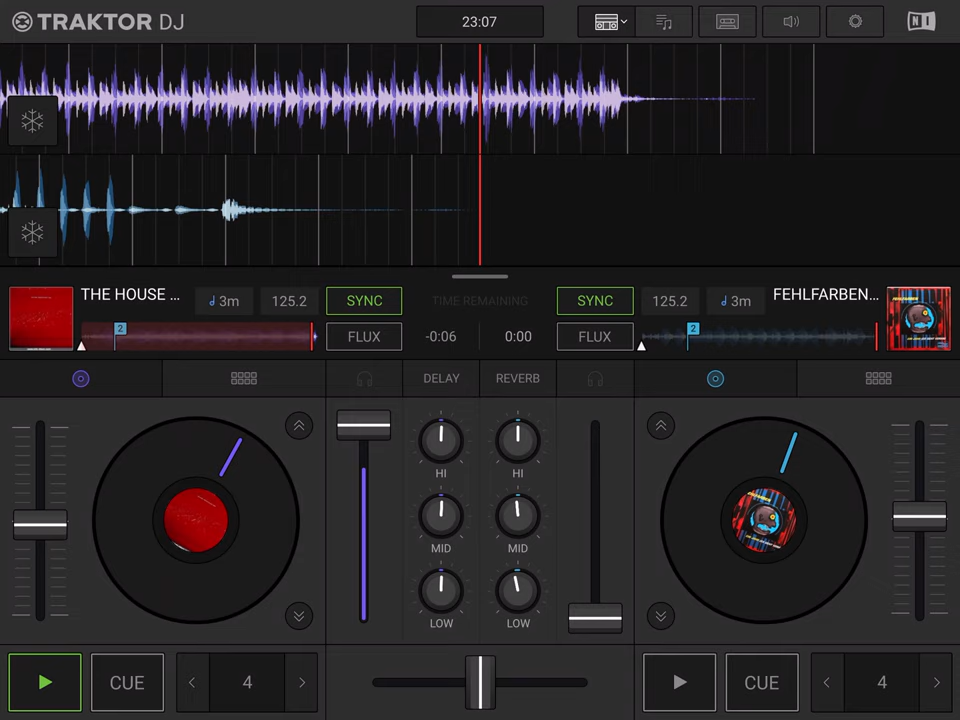 TRAKTOR DJ
23:07
NI
THE HOUSE ...
3m
125.2
SYNC
TIME REMAINING
SYNC
125.2
3m
FEHLFARBEN...
2
FLUX
-0:06
0:00
FLUX
2
DELAY
REVERB
HI
HI
MID
MID
LOW
LOW
CUE
4
CUE
4